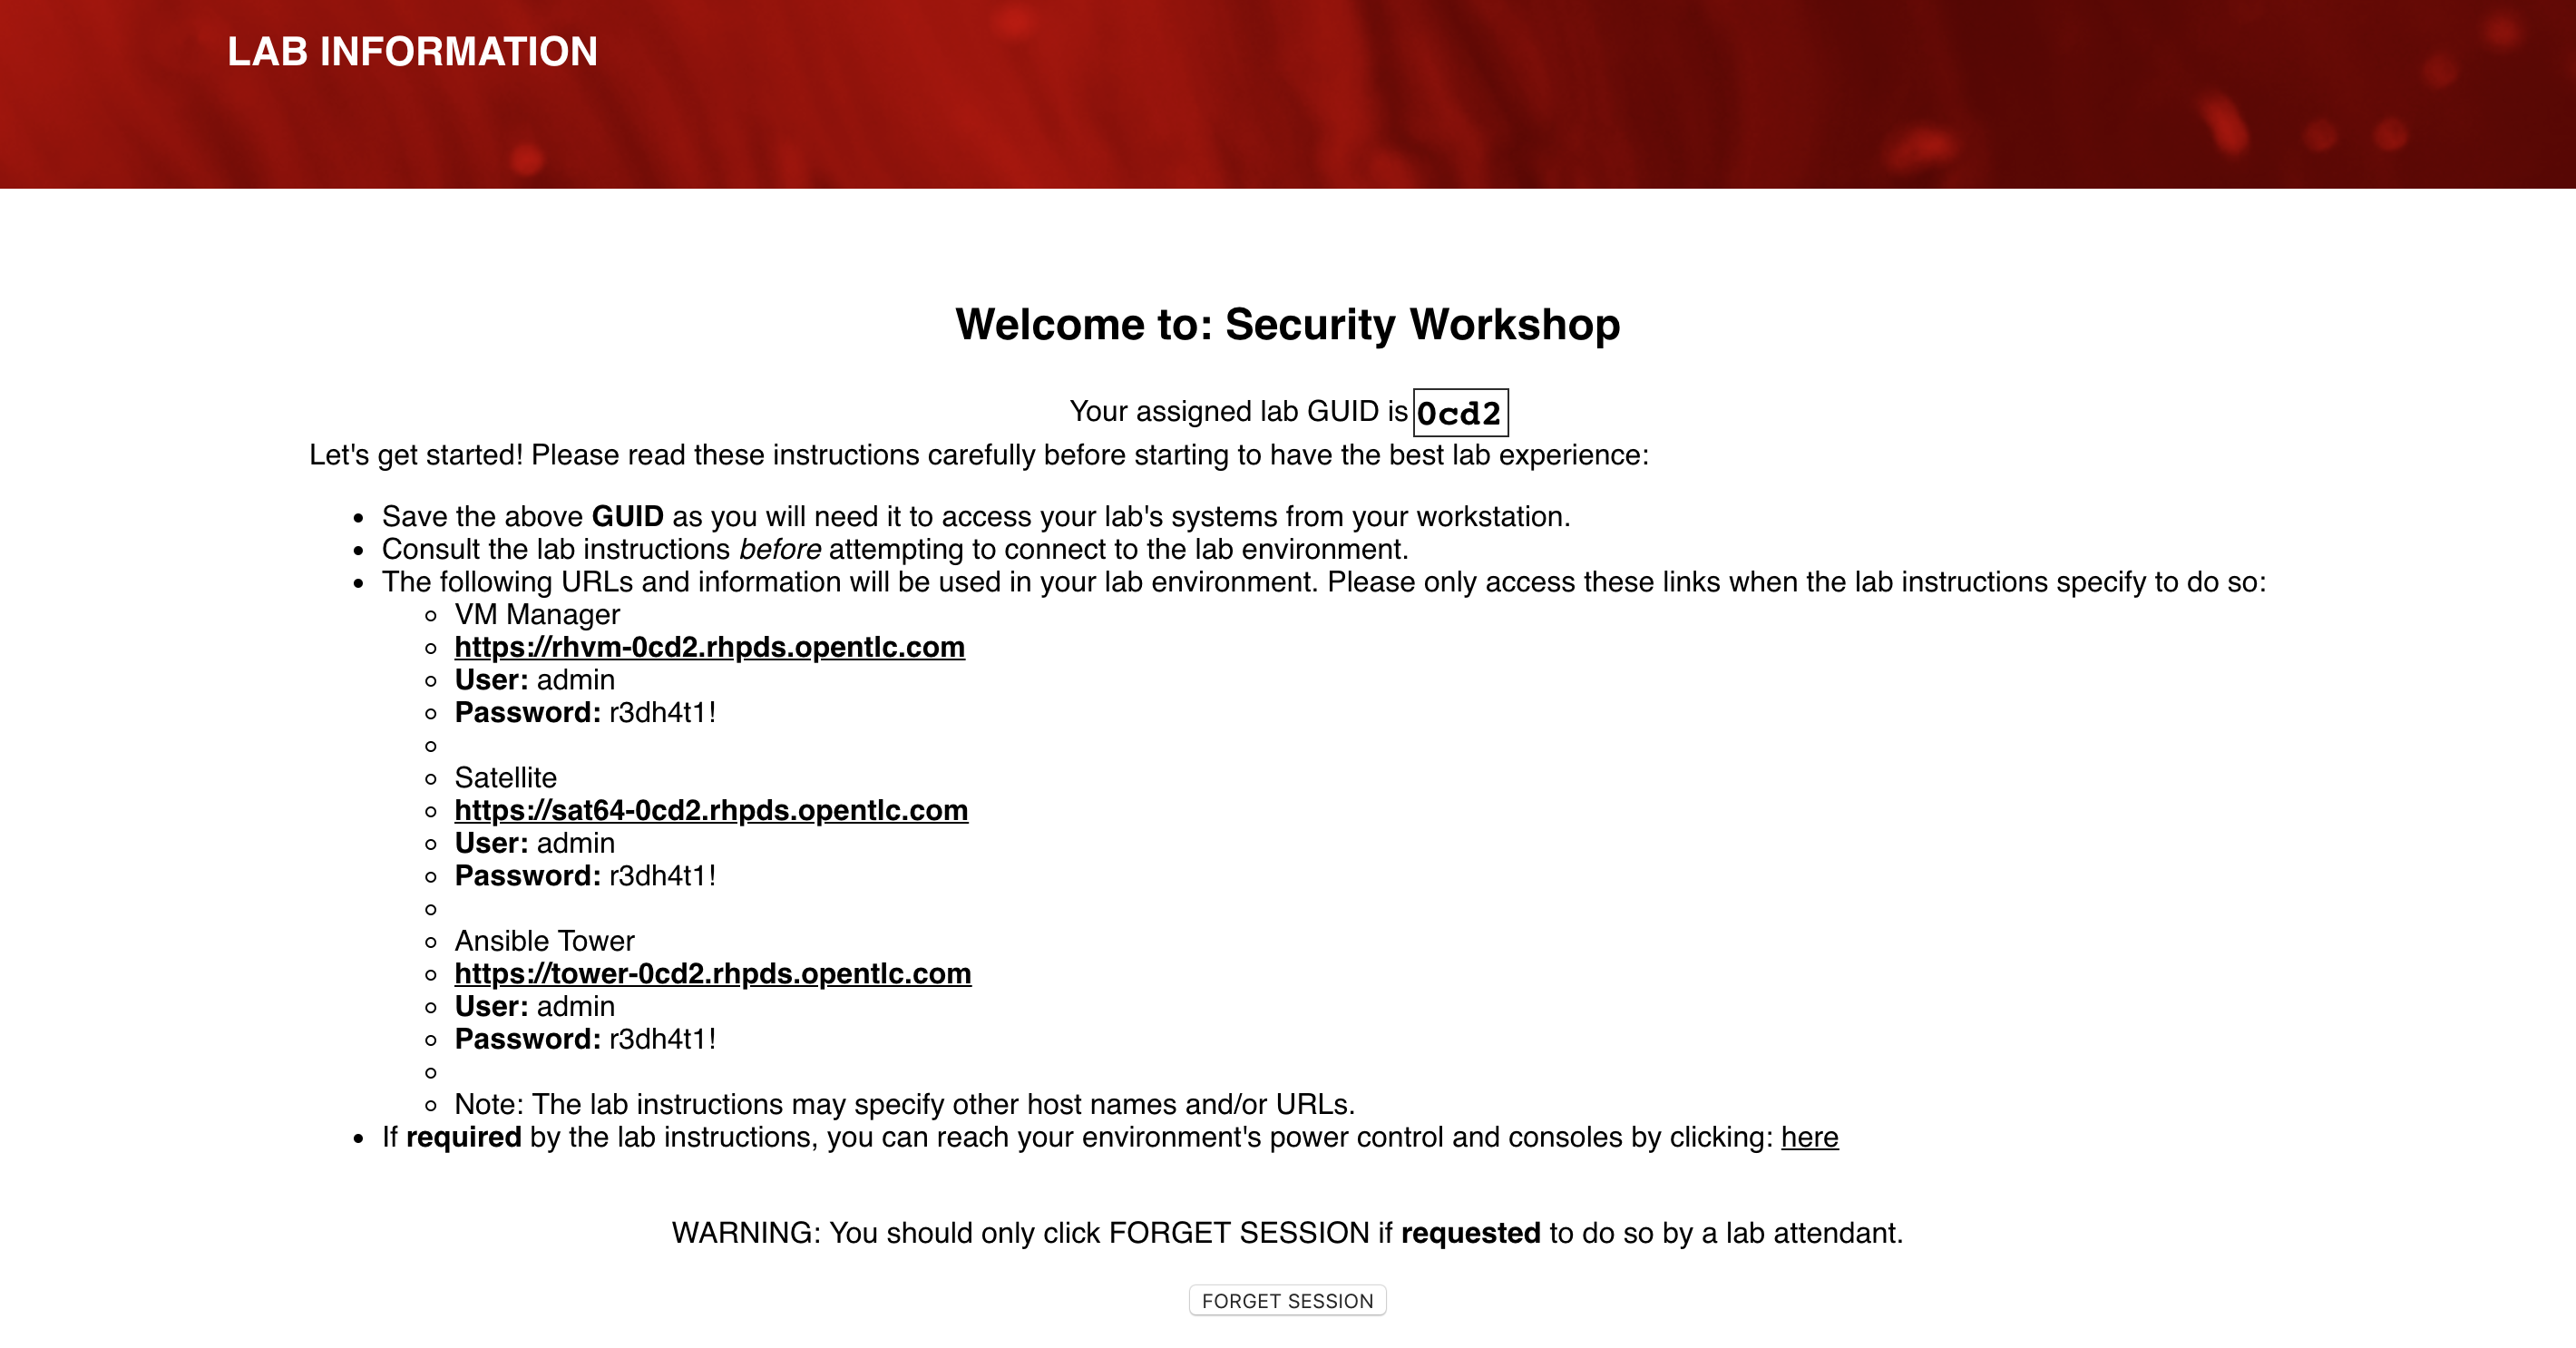 LAB INFORMATION
Welcome to: Security Workshop
Your assigned lab GUID is 0cd2
Let's get started! Please read these instructions carefully before starting to have the best lab experience:
Save the above GUID as you will need it to access your lab's systems from your workstation.
Consult the lab instructions before attempting to connect to the lab environment.
The following URLs and information will be used in your lab environment. Please only access these links when the lab instructions specify to do so:
VM Manager
https://rhvm-0cd2.rhpds.opentlc.com
User: admin
Password: r3dh4t1!
Satellite
https://sat64-0cd2.rhpds.opentlc.com
User: admin
Password: r3dh4t1!
Ansible Tower
https://tower-0cd2.rhpds.opentlc.com
User: admin
Password: r3dh4t1!
Note: The lab instructions may specify other host names and/or URLs.
If required by the lab instructions, you can reach your environment's power control and consoles by clicking: here
WARNING: You should only click FORGET SESSION if requested to do so by a lab attendant.
FORGET SESSION